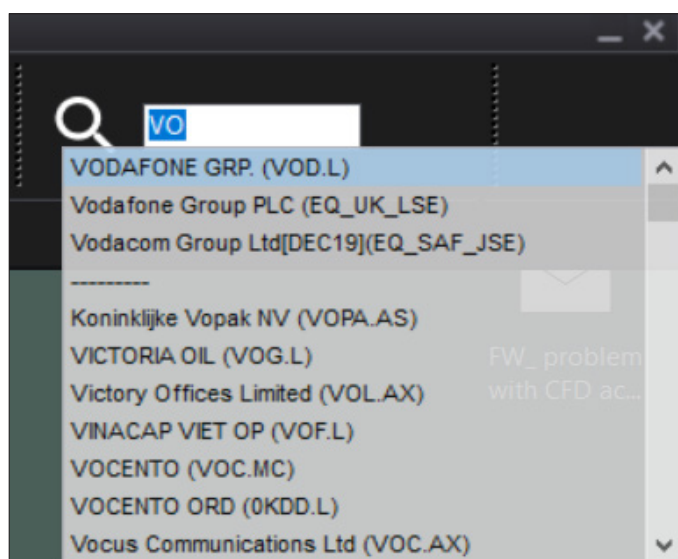 VO
VODAFONE GRP. (VOD.L)
Vodafone Group PLC (EQ_UK_LSE)
Vodacom Group Ltd[DEC19](EQ_SAF_JSE)
---------
Koninklijke Vopak NV (VOPA.AS)
VICTORIA OIL (VOG.L)
FW_ problem
Victory Offices Limited (VOL.AX)
with CFD ac...
VINACAP VIET OP (VOF.L)
VOCENTO (VOC.MC)
VOCENTO ORD (0KDD.L)
Vocus Communications Ltd (VOC.AX)